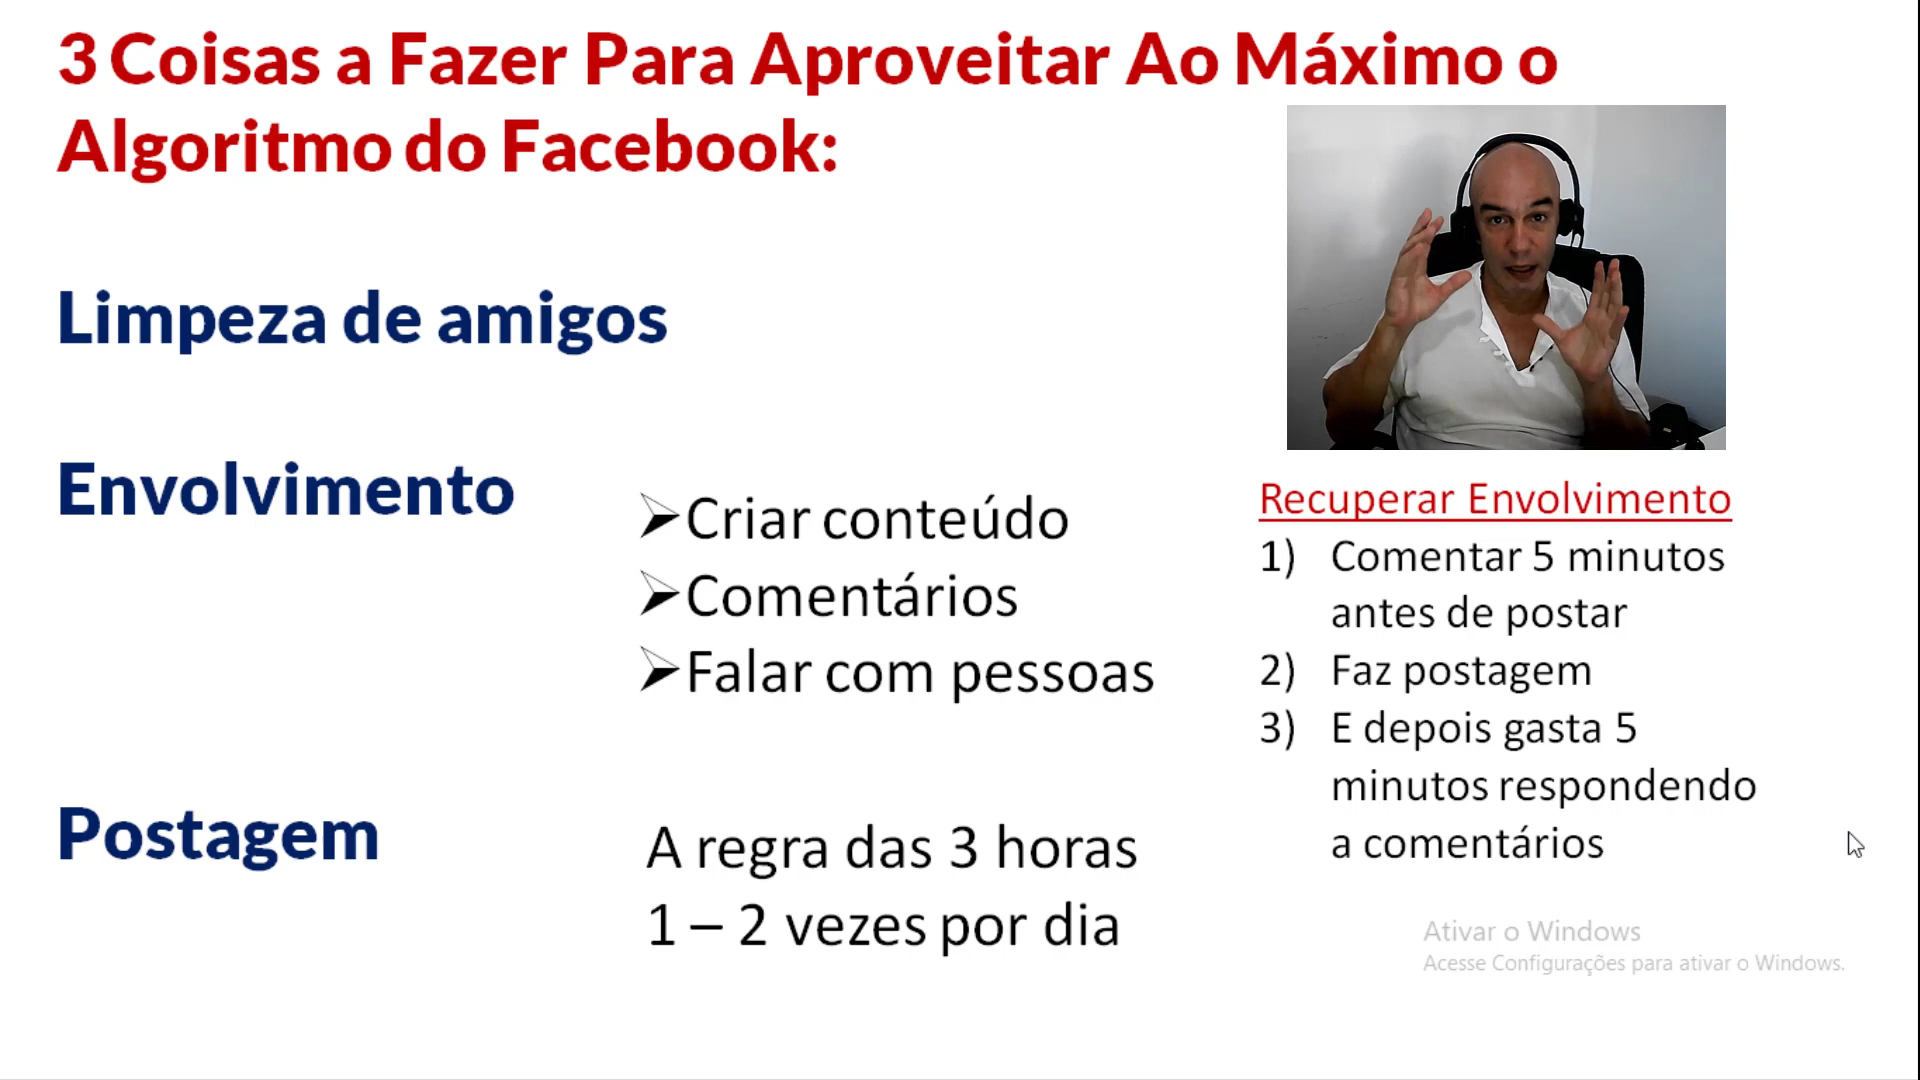 3 Coisas a Fazer Para Aproveitar Ao Máximo o
Algoritmo do Facebook:
Limpeza de amigos
Envolvimento
➢Criar conteúdo
➢Comentários
➢Falar com pessoas
Postagem
A regra das 3 horas
1 – 2 vezes por dia
Recuperar Envolvimento
1) Comentar 5 minutos
antes de postar
2) Faz postagem
3) E depois gasta 5
minutos respondendo
a comentários
Ativar o Windows
Acesse Configurações para ativar o Windows.